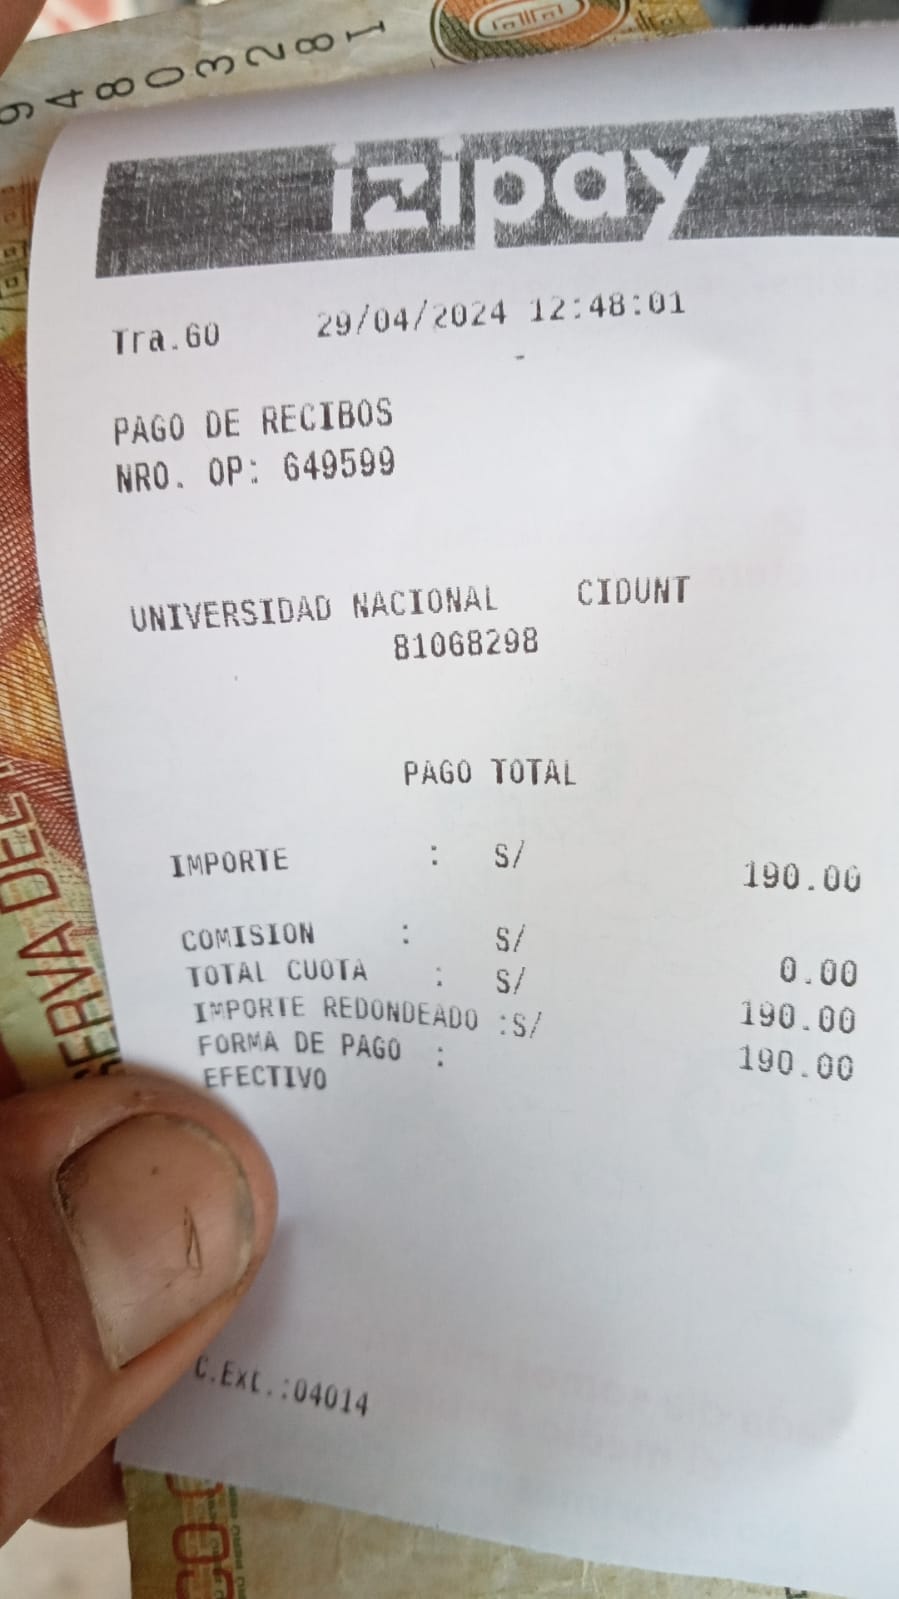 94803281
izipay
Tra.60 29/04/2024 12:48:01
PAGO DE RECIBOS
NRO. OP: 649599
UNIVERSIDAD NACIONAL CIDUNT
81068298
PAGO TOTAL
IMPORTE : S/ 190.00
COMISION : S/ 0.00
TOTAL CUOTA : S/ 190.00
IMPORTE REDONDEADO :S/ 190.00
FORMA DE PAGO :
EFECTIVO
C.Ext.:04014
SERVA DEL